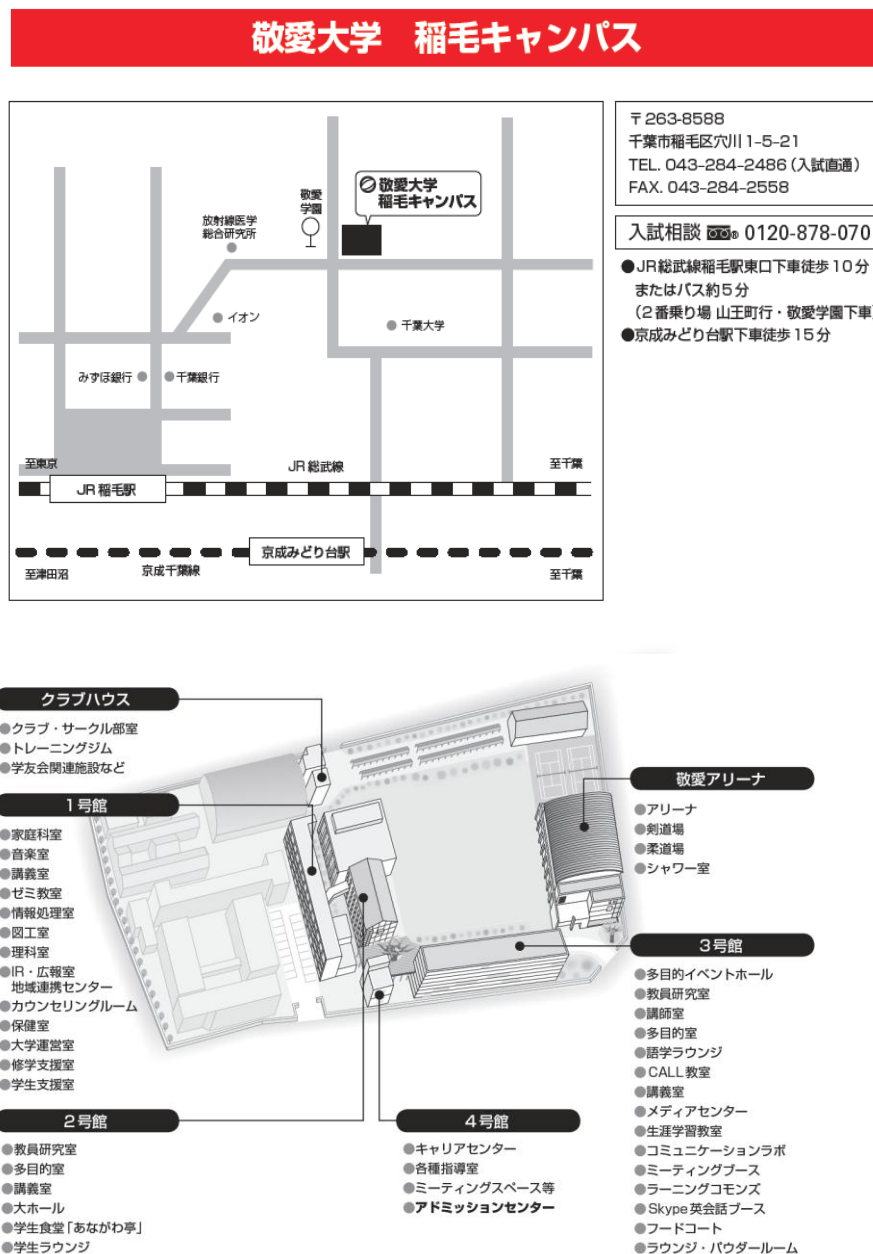 敬愛大学　稲毛キャンパス
敬愛
学園
敬愛大学
稲毛キャンパス
放射線医学
総合研究所
イオン
千葉大学
みずほ銀行
千葉銀行
至東京
JR 総武線
至千葉
JR 稲毛駅
京成みどり台駅
至津田沼
京成千葉線
至千葉
〒263-8588
千葉市稲毛区穴川1-5-21
TEL. 043-284-2486（入試直通）
FAX. 043-284-2558
入試相談 0120-878-070
●JR総武線稲毛駅東口下車徒歩10分
またはバス約5分
（2番乗り場 山王町行・敬愛学園下車）
●京成みどり台駅下車徒歩15分
クラブハウス
●クラブ・サークル部室
●トレーニングジム
●学友会関連施設など
1号館
●家庭科室
●音楽室
●講義室
●ゼミ教室
●情報処理室
●図工室
●理科室
●IR・広報室
地域連携センター
●カウンセリングルーム
●保健室
●大学運営室
●修学支援室
●学生支援室
2号館
●教員研究室
●多目的室
●講義室
●大ホール
●学生食堂「あながわ亭」
●学生ラウンジ
4号館
●キャリアセンター
●各種指導室
●ミーティングスペース等
●アドミッションセンター
敬愛アリーナ
●アリーナ
●剣道場
●柔道場
●シャワー室
3号館
●多目的イベントホール
●教員研究室
●講師室
●多目的室
●語学ラウンジ
●CALL教室
●講義室
●メディアセンター
●生涯学習教室
●コミュニケーションラボ
●ミーティングブース
●ラーニングコモンズ
●Skype英会話ブース
●フードコート
●ラウンジ・パウダールーム